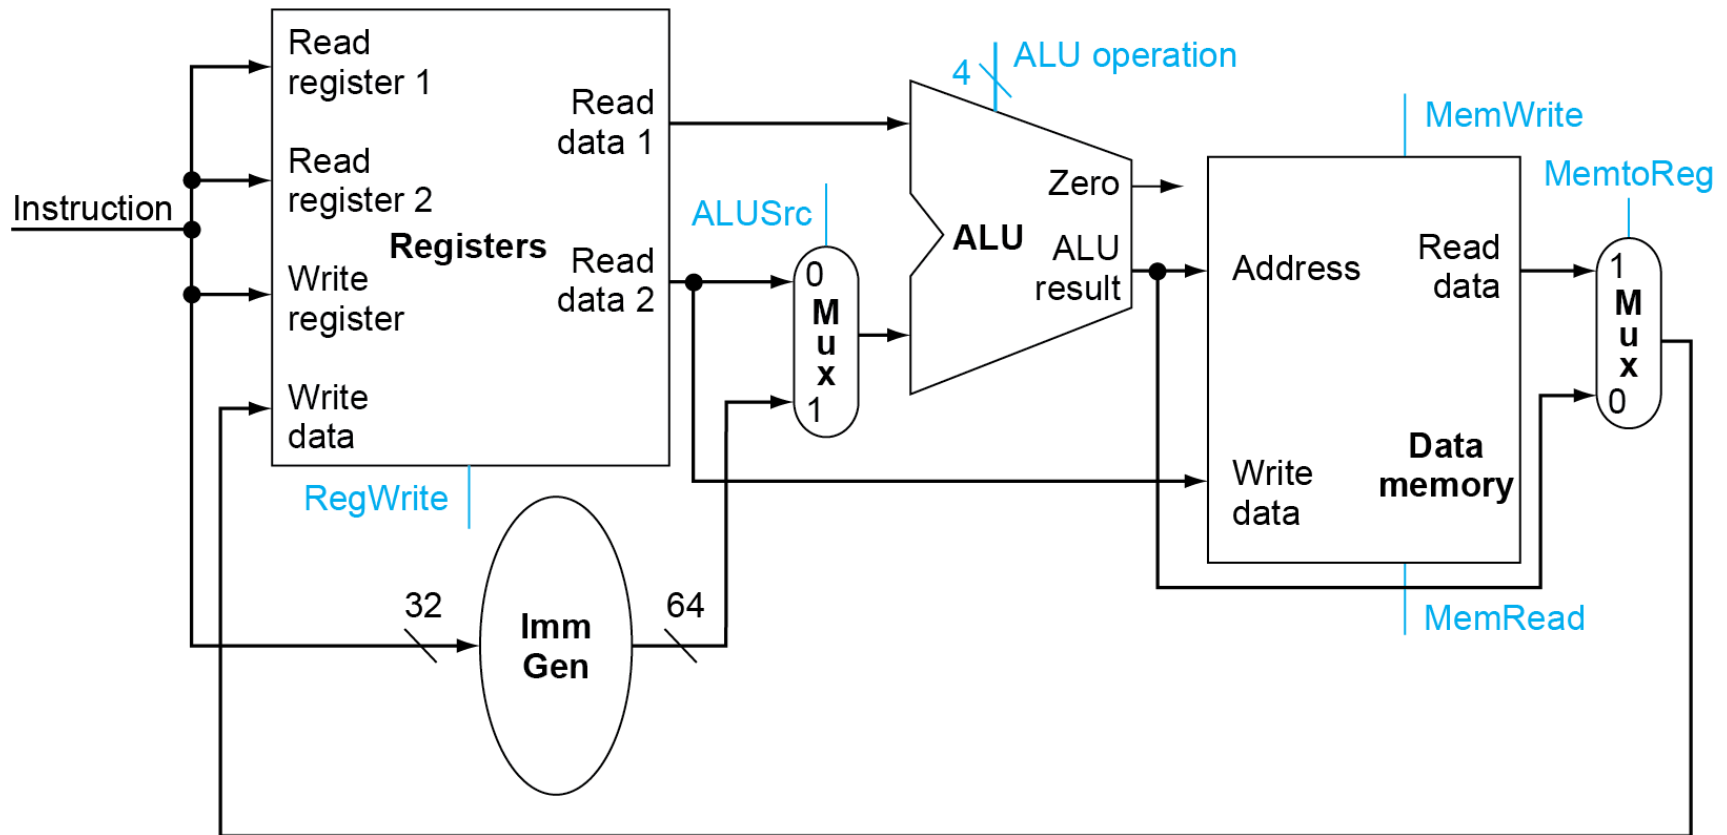 Instruction
Read
register 1
Read
register 2
Registers
Write
register
Write
data
Read
data 1
Read
data 2
RegWrite
32
Imm
Gen
64
ALUSrc
0
M
u
x
1
4
ALU operation
ALU
Zero
ALU
result
MemWrite
Address
Read
data
Write
data
Data
memory
MemRead
MemtoReg
1
M
u
x
0